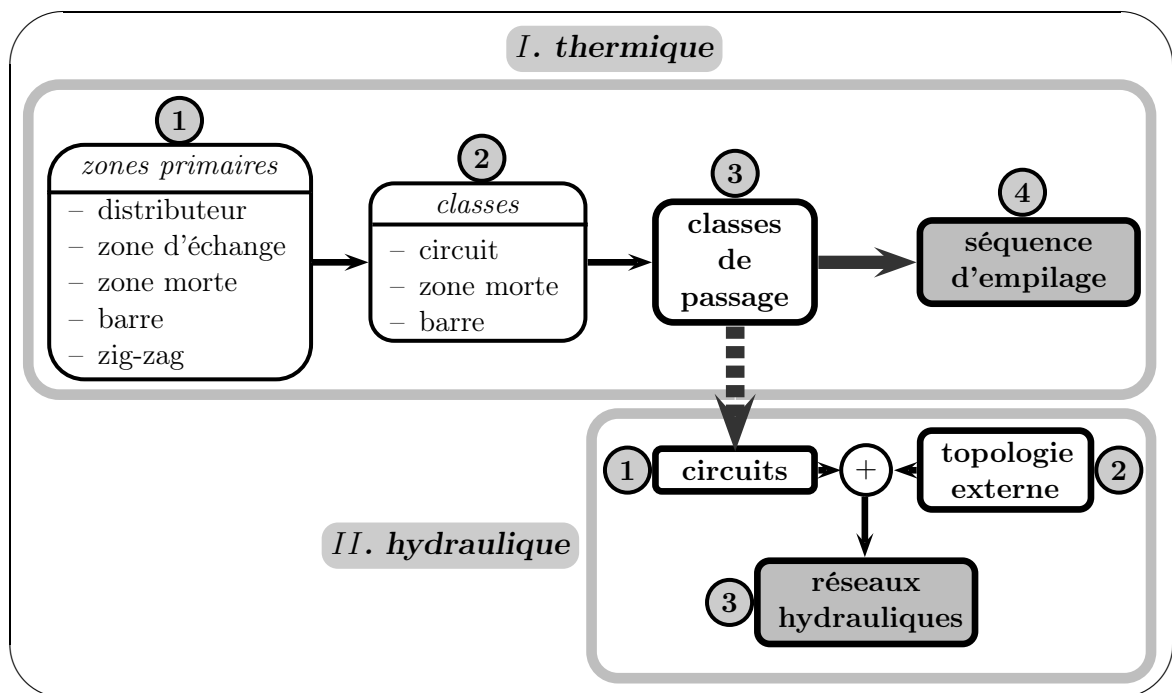 I. thermique
1
zones primaires
– distributeur
– zone d'échange
– zone morte
– barre
– zig-zag
2
classes
– circuit
– zone morte
– barre
3
classes
de
passage
4
séquence
d'empilage
II. hydraulique
1
circuits
+
topologie
externe
2
3
réseaux
hydrauliques